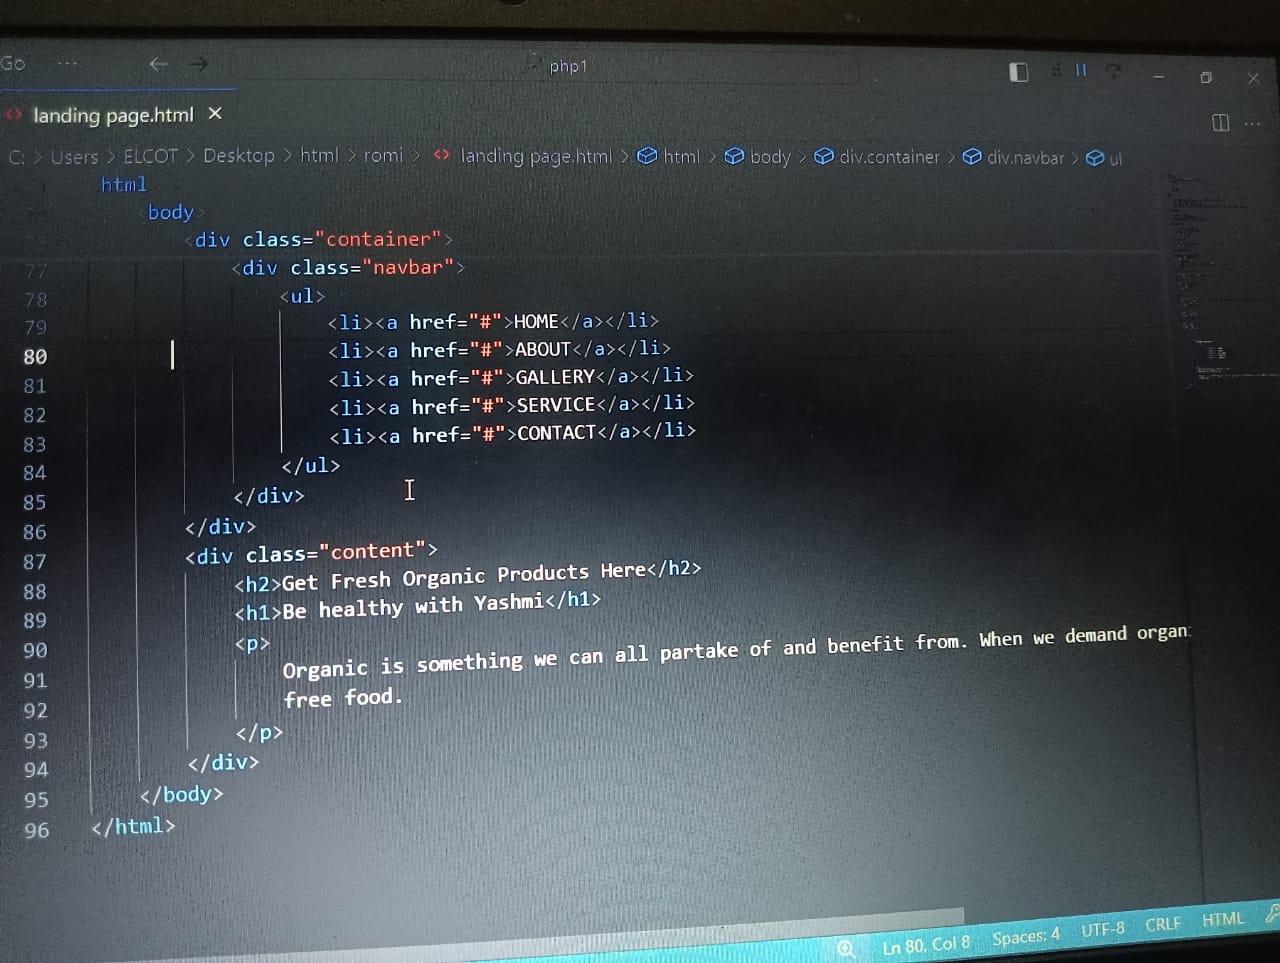 Go ··· ← → php1
landing page.html ×
C: > Users > ELCOT > Desktop > html > romi > <> landing page.html > html > body > div.container > div.navbar > ul
html
body>
<div class="container">
77 <div class="navbar">
78 <ul>
79 <li><a href="#">HOME</a></li>
80 <li><a href="#">ABOUT</a></li>
81 <li><a href="#">GALLERY</a></li>
82 <li><a href="#">SERVICE</a></li>
83 <li><a href="#">CONTACT</a></li>
84 </ul>
85 </div>
86 </div>
87 <div class="content">
88 <h2>Get Fresh Organic Products Here</h2>
89 <h1>Be healthy with Yashmi</h1>
90 <p>
91 Organic is something we can all partake of and benefit from. When we demand organ
92 free food.
93 </p>
94 </div>
95 </body>
96 </html>
Ln 80, Col 8 Spaces: 4 UTF-8 CRLF HTML